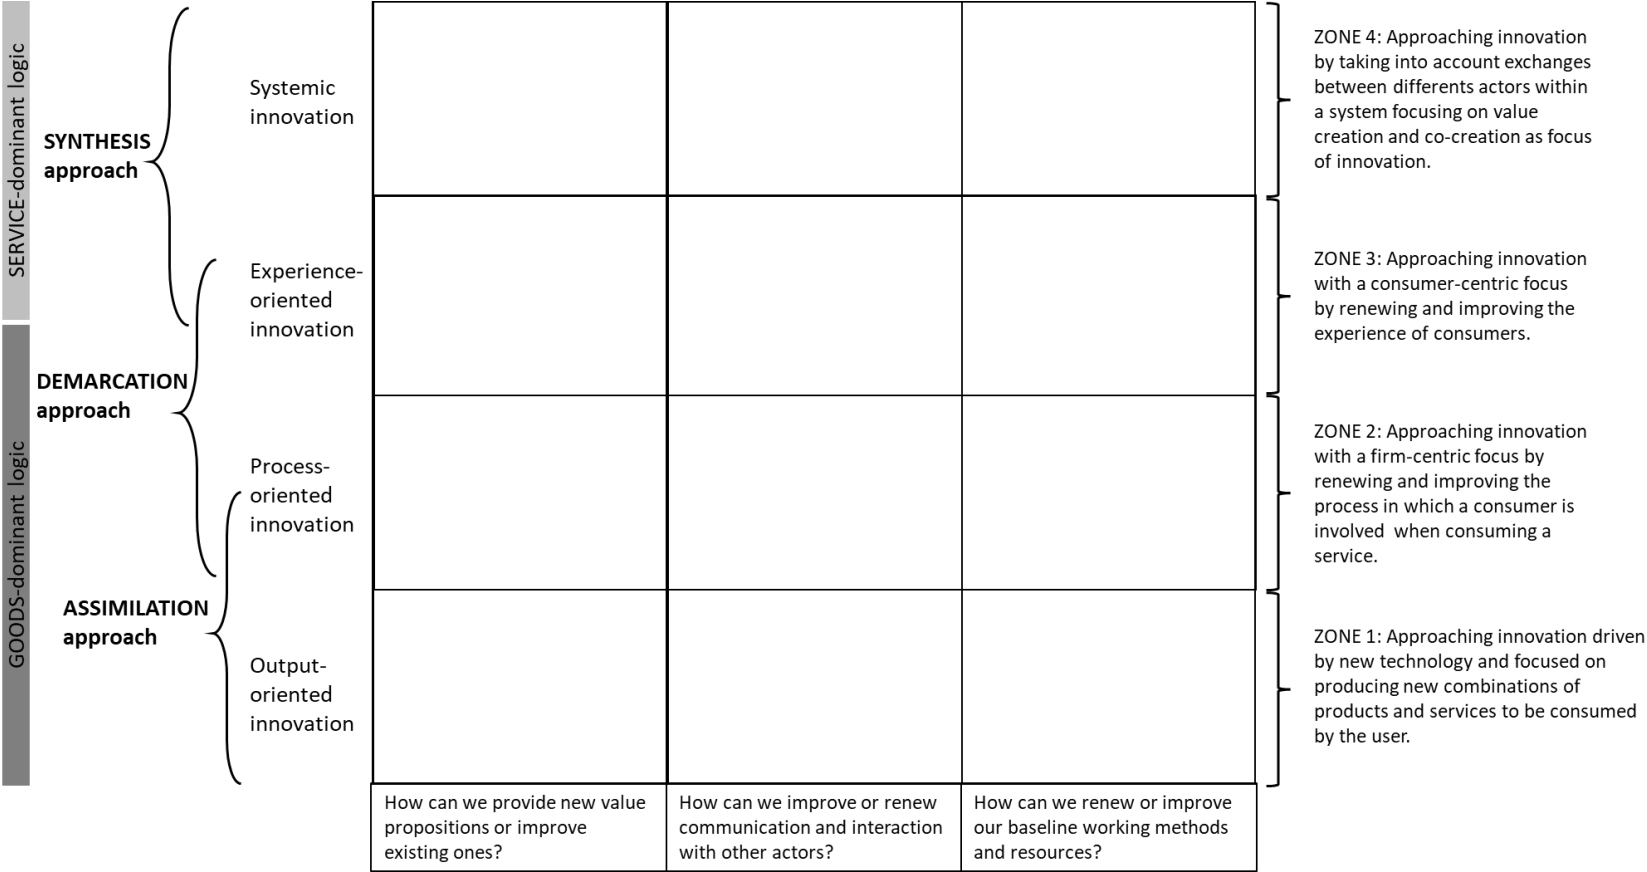 SERVICE-dominant logic
GOODS-dominant logic
SYNTHESIS
approach
DEMARCATION
approach
ASSIMILATION
approach
Systemic
innovation
Experience-
oriented
innovation
Process-
oriented
innovation
Output-
oriented
innovation
ZONE 4: Approaching innovation
by taking into account exchanges
between differents actors within
a system focusing on value
creation and co-creation as focus
of innovation.
ZONE 3: Approaching innovation
with a consumer-centric focus
by renewing and improving the
experience of consumers.
ZONE 2: Approaching innovation
with a firm-centric focus by
renewing and improving the
process in which a consumer is
involved when consuming a
service.
ZONE 1: Approaching innovation driven
by new technology and focused on
producing new combinations of
products and services to be consumed
by the user.
How can we provide new value
propositions or improve
existing ones?
How can we improve or renew
communication and interaction
with other actors?
How can we renew or improve
our baseline working methods
and resources?